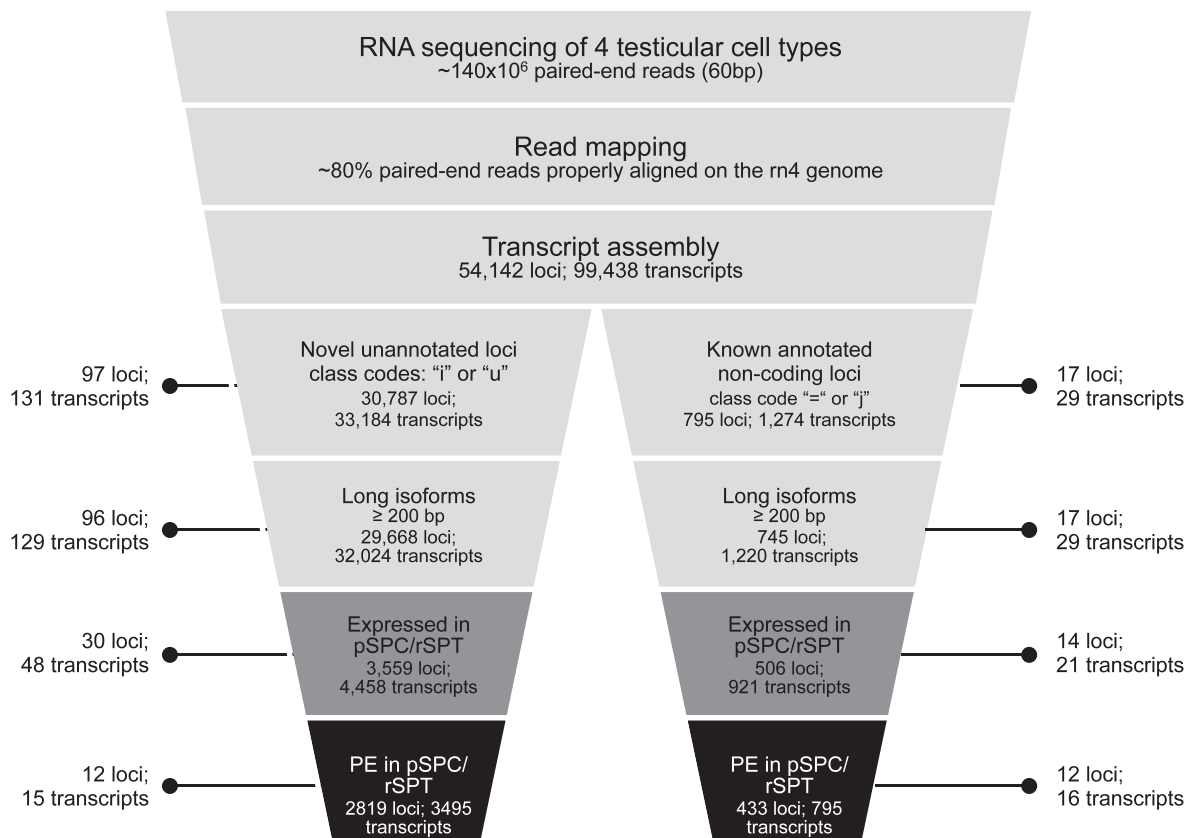 RNA sequencing of 4 testicular cell types
~140x10⁶ paired-end reads (60bp)
Read mapping
~80% paired-end reads properly aligned on the rn4 genome
Transcript assembly
54,142 loci; 99,438 transcripts
97 loci;
131 transcripts
Novel unannotated loci
class codes: “i” or “u”
30,787 loci;
33,184 transcripts
Known annotated
non-coding loci
class code “=“ or “j”
795 loci; 1,274 transcripts
17 loci;
29 transcripts
96 loci;
129 transcripts
Long isoforms
≥ 200 bp
29,668 loci;
32,024 transcripts
Long isoforms
≥ 200 bp
745 loci;
1,220 transcripts
17 loci;
29 transcripts
30 loci;
48 transcripts
Expressed in
pSPC/rSPT
3,559 loci;
4,458 transcripts
Expressed in
pSPC/rSPT
506 loci;
921 transcripts
14 loci;
21 transcripts
12 loci;
15 transcripts
PE in pSPC/
rSPT
2819 loci; 3495
transcripts
PE in pSPC/
rSPT
433 loci; 795
transcripts
12 loci;
16 transcripts